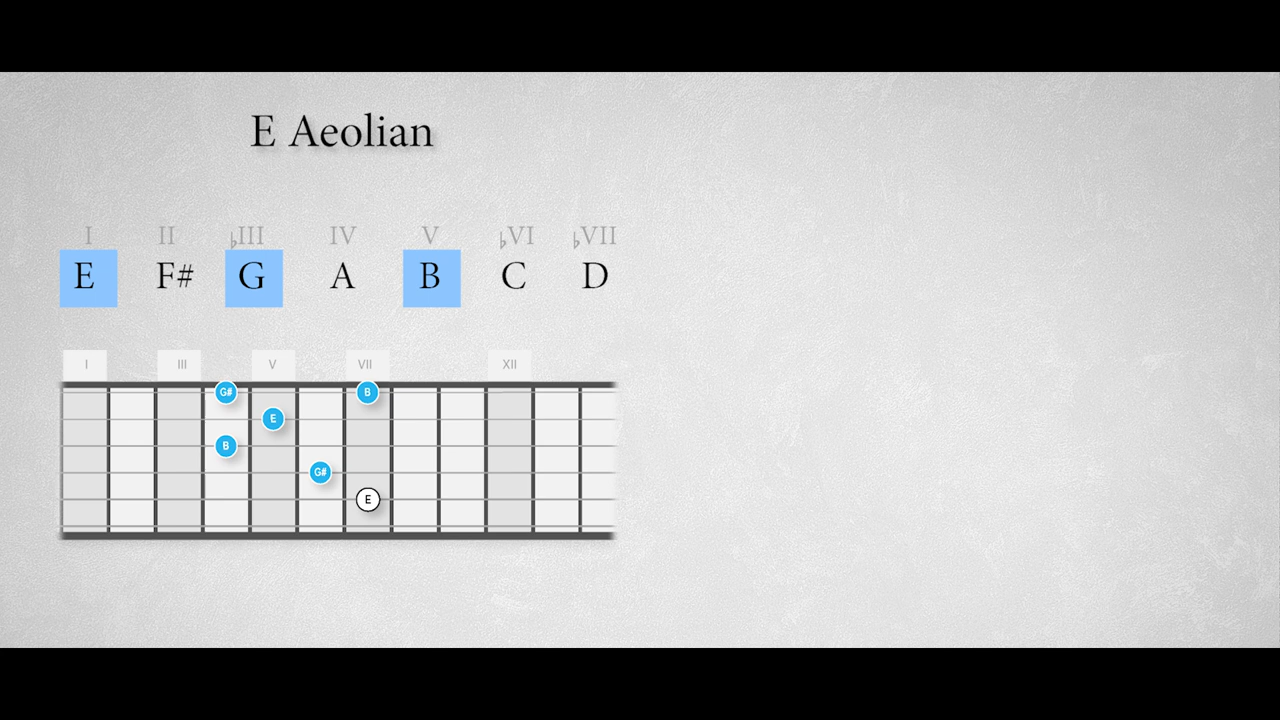 E Aeolian
I II ♭III IV V ♭VI ♭VII
E F# G A B C D
I III V VII XII
G# B
E
B
G#
E